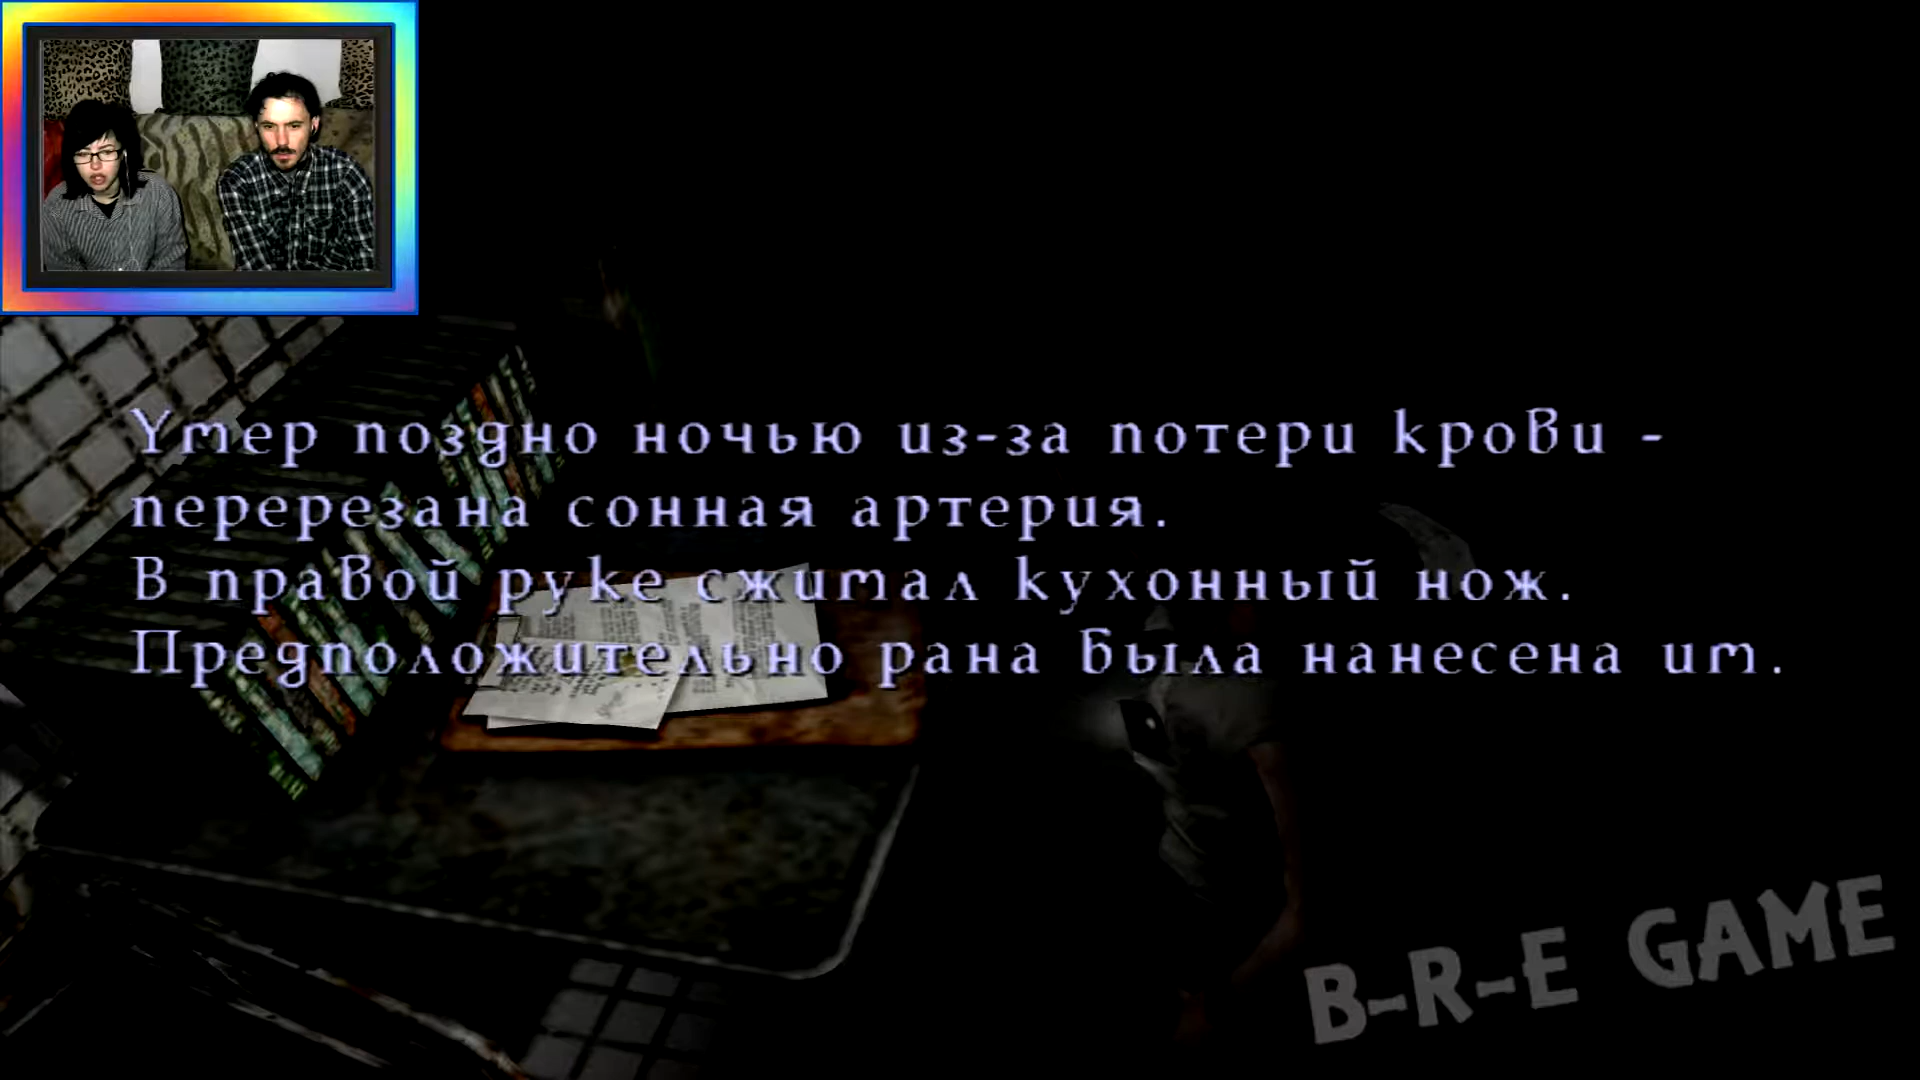 Умер поздно ночью из-за потери крови -
перерезана сонная артерия.
В правой руке сжимал кухонный нож.
Предположительно рана была нанесена им.
B-R-E GAME